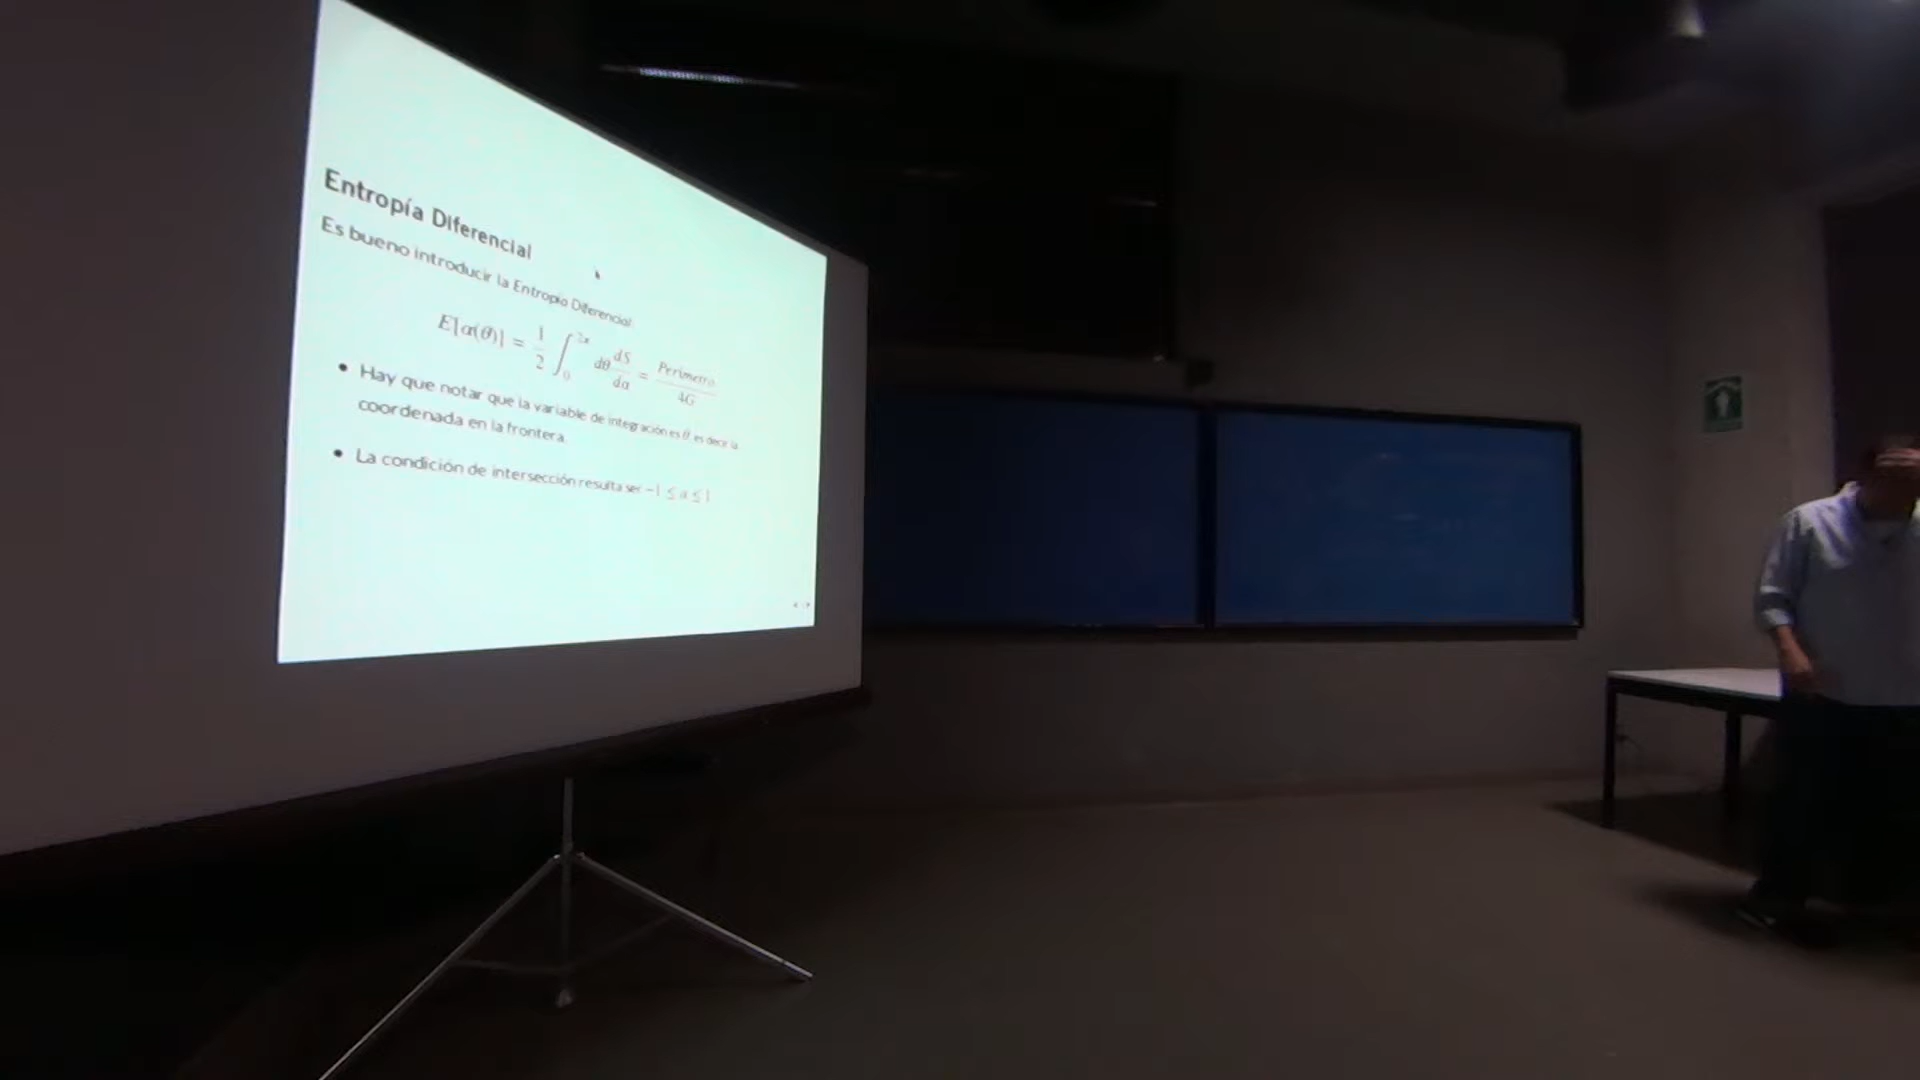 Entropía Diferencial
Es bueno introducir la Entropía Diferencial
E[α(θ)] = 1/2 ∫₀^{2π} dθ dS/dα = Perímetro/4G
• Hay que notar que la variable de integración es θ es decir la
coordenada en la frontera.
• La condición de intersección resulta ser −1 ≤ α ≤ 1